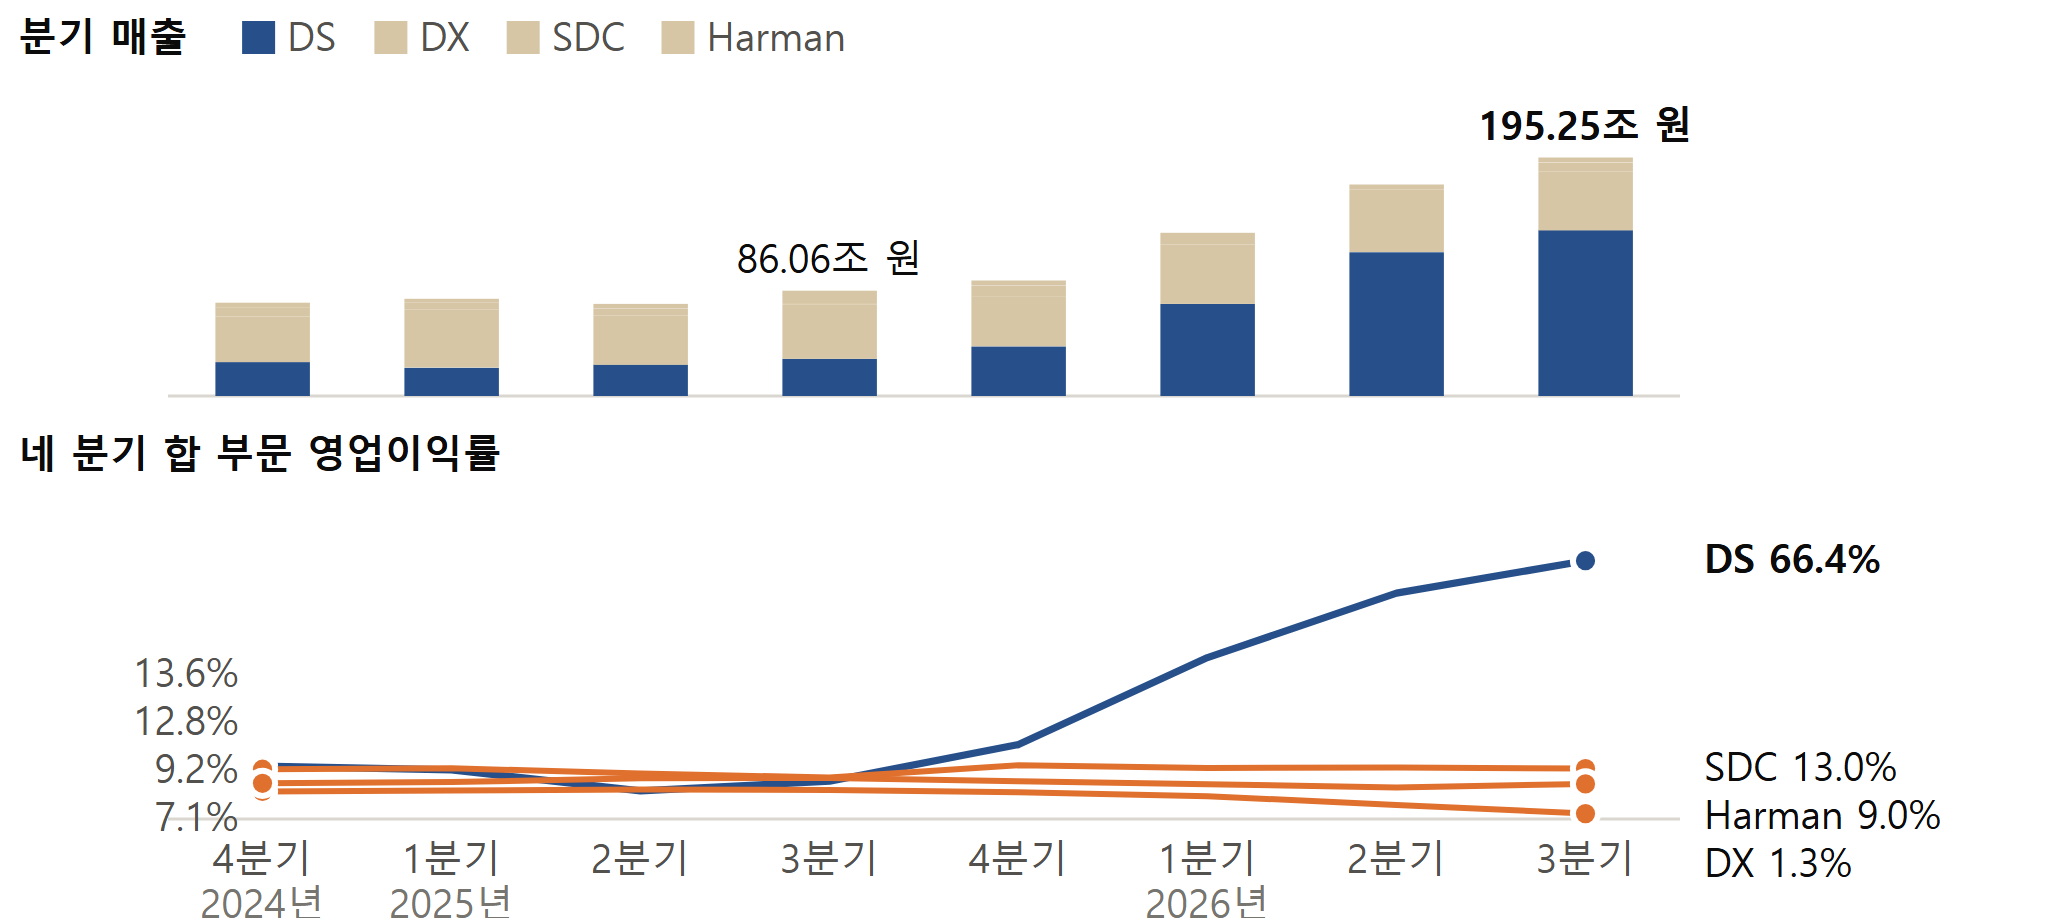 분기 매출 DS DX SDC Harman
195.25조 원
86.06조 원
네 분기 합 부문 영업이익률
DS 66.4%
13.6%
12.8%
9.2%
7.1%
SDC 13.0%
Harman 9.0%
DX 1.3%
4분기 1분기 2분기 3분기 4분기 1분기 2분기 3분기
2024년 2025년 2026년